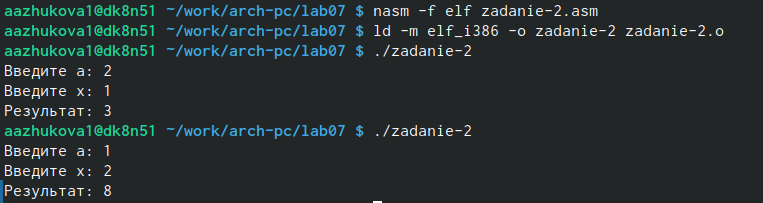 aazhukova1@dk8n51 ~/work/arch-pc/lab07 $ nasm -f elf zadanie-2.asm
aazhukova1@dk8n51 ~/work/arch-pc/lab07 $ ld -m elf_i386 -o zadanie-2 zadanie-2.o
aazhukova1@dk8n51 ~/work/arch-pc/lab07 $ ./zadanie-2
Введите a: 2
Введите x: 1
Результат: 3
aazhukova1@dk8n51 ~/work/arch-pc/lab07 $ ./zadanie-2
Введите a: 1
Введите x: 2
Результат: 8